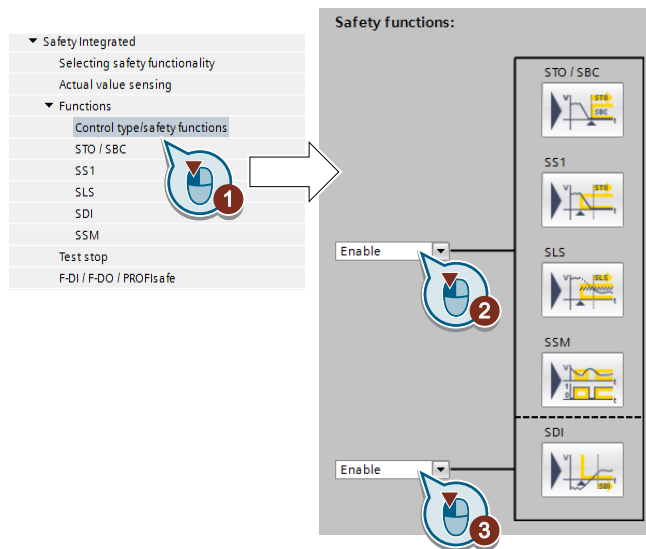 Safety Integrated
Selecting safety functionality
Actual value sensing
Functions
Control type/safety functions
STO / SBC
SS1
SLS
SDI
SSM
Test stop
F-DI / F-DO / PROFIsafe
1
Safety functions:
STO / SBC
V
STO
SBC
t
SS1
V
STO
t
Enable
2
SLS
V
SLS
t
SSM
V
t
1
0
t
SDI
V
SDI
t
Enable
3